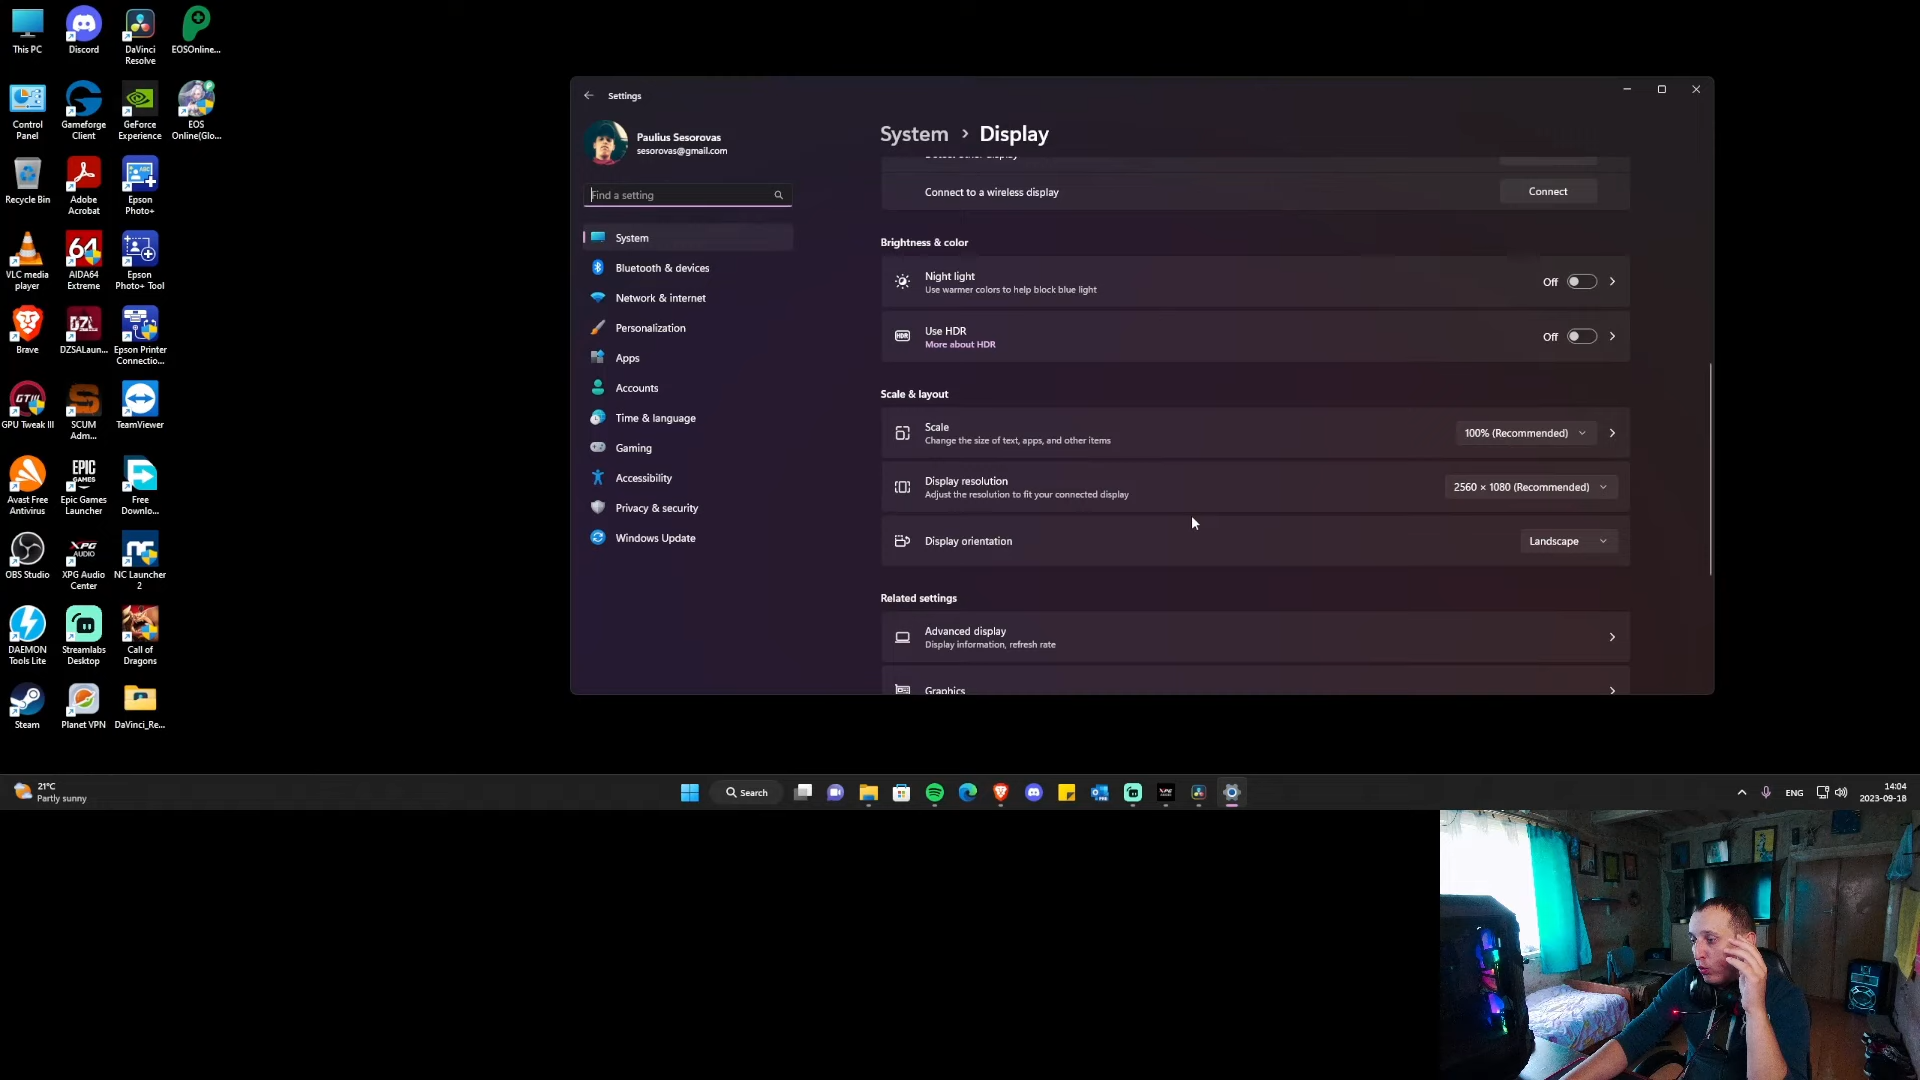 This PC
Discord
DaVinci
Resolve
EOSOnline...
Control
Panel
Gameforge
Client
GeForce
Experience
EOS
Online(Glo...
Recycle Bin
Adobe
Acrobat
Epson
Photo+
VLC media
player
64
AIDA64
Extreme
Epson
Photo+ Tool
Brave
DZL
DZSALaun...
Epson Printer
Connectio...
GTIII
GPU Tweak III
SCUM
Adm...
TeamViewer
Avast Free
Antivirus
EPIC
GAMES
Epic Games
Launcher
Free
Downlo...
OBS Studio
XPG
AUDIO
XPG Audio
Center
NC Launcher
2
DAEMON
Tools Lite
Streamlabs
Desktop
Call of
Dragons
Steam
Planet VPN
DaVinci_Re...
Settings
Paulius Sesorovas
sesorovas@gmail.com
Find a setting
System
Bluetooth & devices
Network & internet
Personalization
Apps
Accounts
Time & language
Gaming
Accessibility
Privacy & security
Windows Update
System > Display
Connect to a wireless display
Connect
Brightness & color
Night light
Off
Use warmer colors to help block blue light
HDR
Use HDR
Off
More about HDR
Scale & layout
Scale
100% (Recommended)
Change the size of text, apps, and other items
Display resolution
2560 × 1080 (Recommended)
Adjust the resolution to fit your connected display
Display orientation
Landscape
Related settings
Advanced display
Display information, refresh rate
Graphics
21°C
Partly sunny
Search
ENG
14:04
2023-09-18